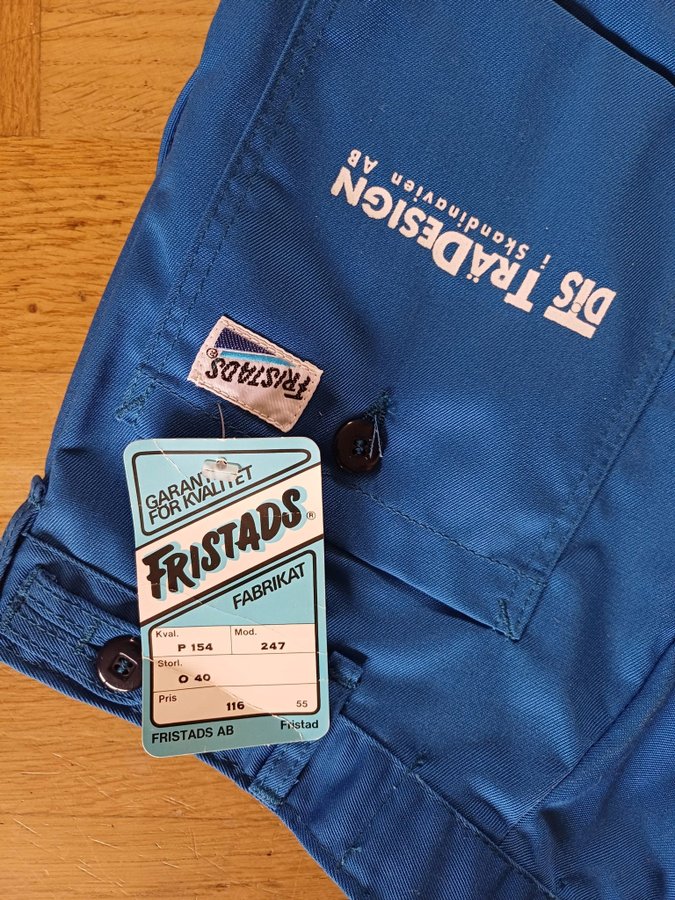 DiS TRÄDESIGN
i Skandinavien AB
FRISTADS®
GARANTI
FÖR KVALITET
FRISTADS®
FABRIKAT
Kval. P 154 Mod. 247
Storl. O 40
Pris 116 55
FRISTADS AB Fristad